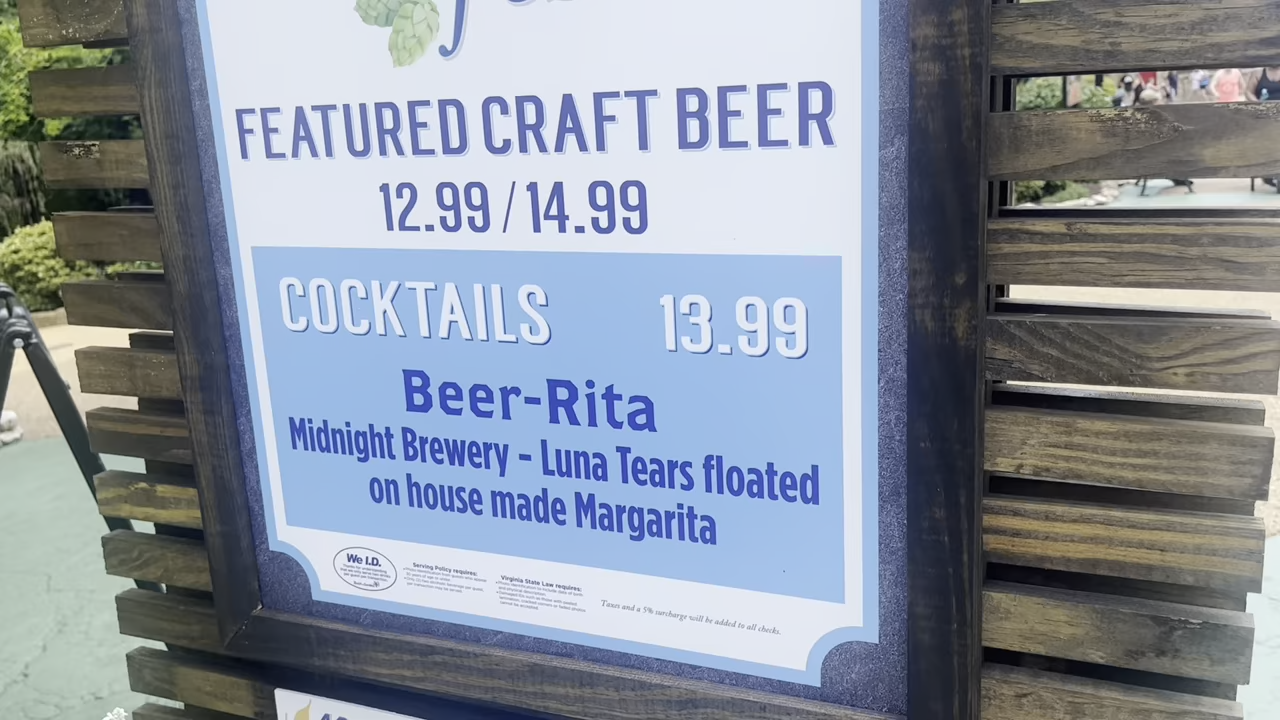 FEATURED CRAFT BEER
12.99 / 14.99
COCKTAILS 13.99
Beer-Rita
Midnight Brewery - Luna Tears floated
on house made Margarita
We I.D.
Serving Policy requires:
Virginia State Law requires:
Taxes and a 5% surcharge will be added to all checks.